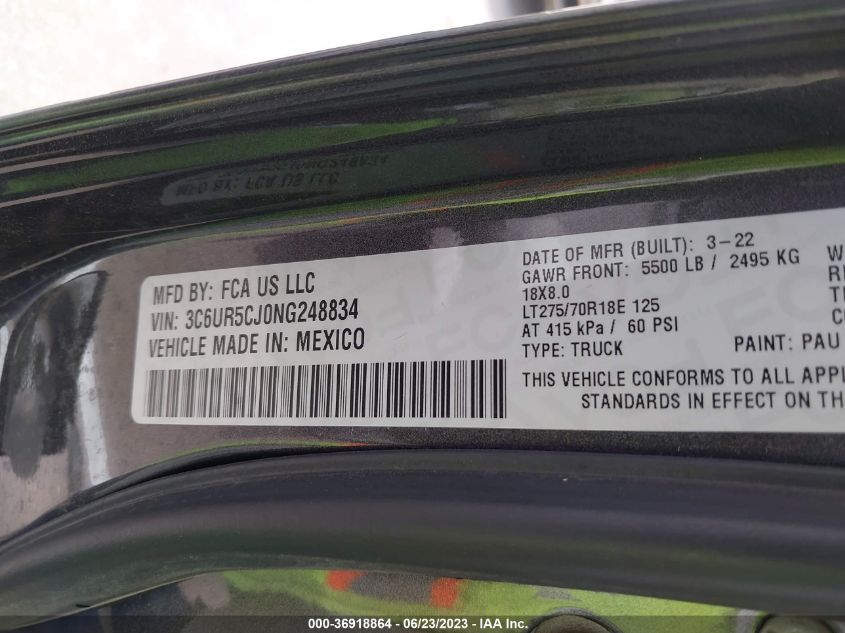 MFD BY: FCA US LLC
VIN: 3C6UR5CJ0NG248834
VEHICLE MADE IN: MEXICO
DATE OF MFR (BUILT): 3-22
GAWR FRONT: 5500 LB / 2495 KG
18X8.0
LT275/70R18E 125
AT 415 kPa / 60 PSI
TYPE: TRUCK
PAINT: PAU
THIS VEHICLE CONFORMS TO ALL APPL
STANDARDS IN EFFECT ON TH
000-36918864 - 06/23/2023 - IAA Inc.